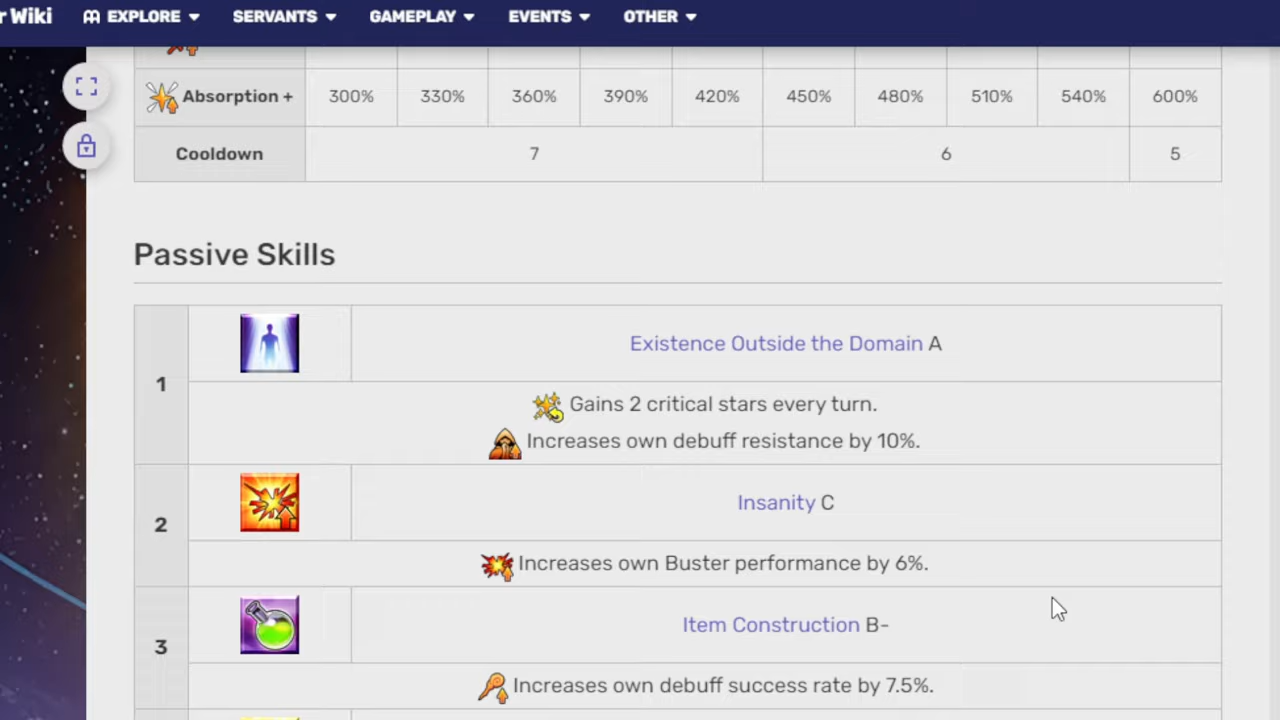 r Wiki EXPLORE SERVANTS GAMEPLAY EVENTS OTHER
Absorption + 300% 330% 360% 390% 420% 450% 480% 510% 540% 600%
Cooldown 7 6 5
Passive Skills
1 Existence Outside the Domain A
Gains 2 critical stars every turn.
Increases own debuff resistance by 10%.
2 Insanity C
Increases own Buster performance by 6%.
3 Item Construction B-
Increases own debuff success rate by 7.5%.